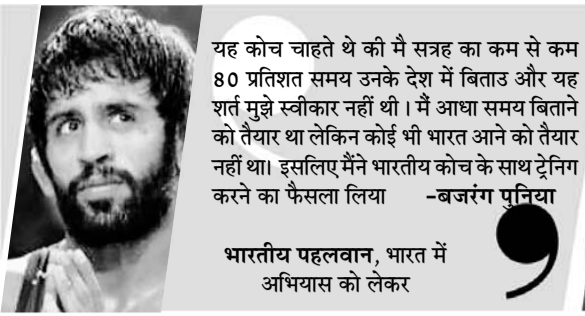 यह कोच चाहते थे की मै सत्रह का कम से कम
80 प्रतिशत समय उनके देश में बिताउ और यह
शर्त मुझे स्वीकार नहीं थी। मैं आधा समय बिताने
को तैयार था लेकिन कोई भी भारत आने को तैयार
नहीं था। इसलिए मैंने भारतीय कोच के साथ ट्रेनिग
करने का फैसला लिया –बजरंग पुनिया
भारतीय पहलवान, भारत में
अभियास को लेकर